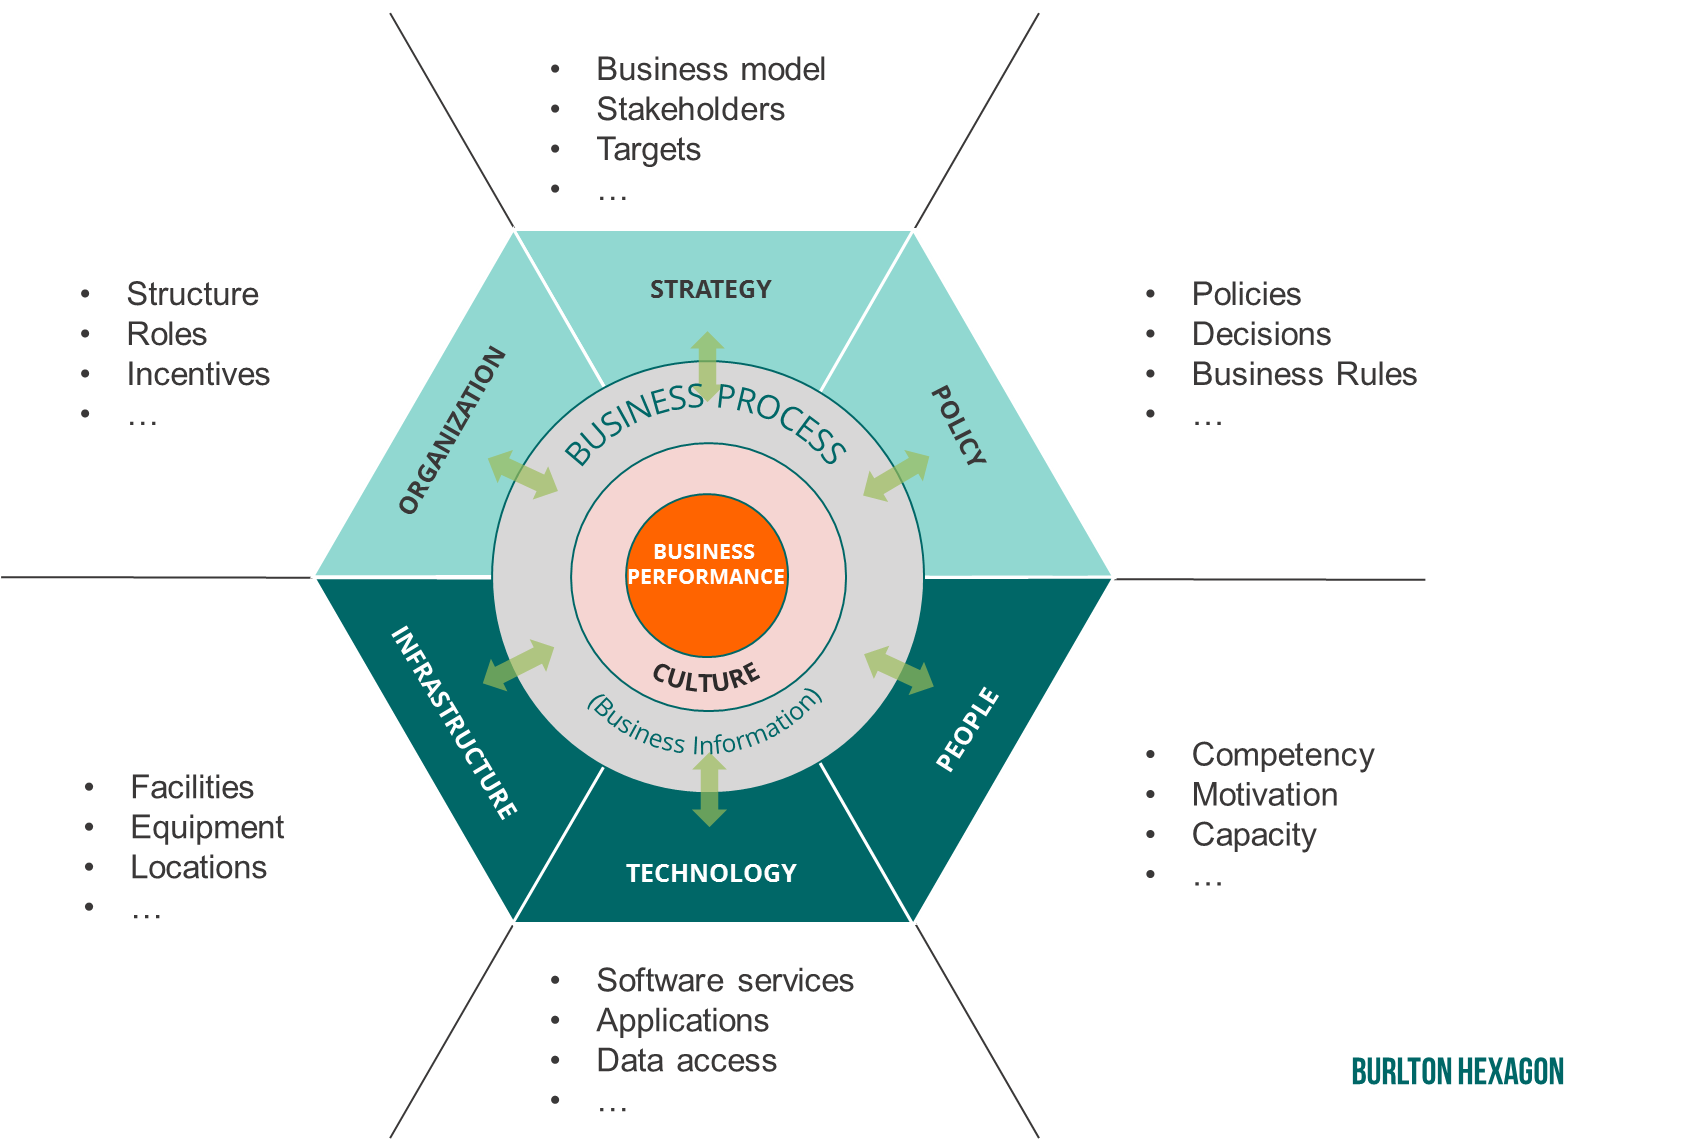 • Business model
• Stakeholders
• Targets
• …
• Structure
• Roles
• Incentives
• …
• Policies
• Decisions
• Business Rules
• …
STRATEGY
ORGANIZATION
POLICY
BUSINESS PROCESS
BUSINESS
PERFORMANCE
CULTURE
(Business Information)
INFRASTRUCTURE
PEOPLE
TECHNOLOGY
• Facilities
• Equipment
• Locations
• …
• Competency
• Motivation
• Capacity
• …
• Software services
• Applications
• Data access
• …
BURLTON HEXAGON